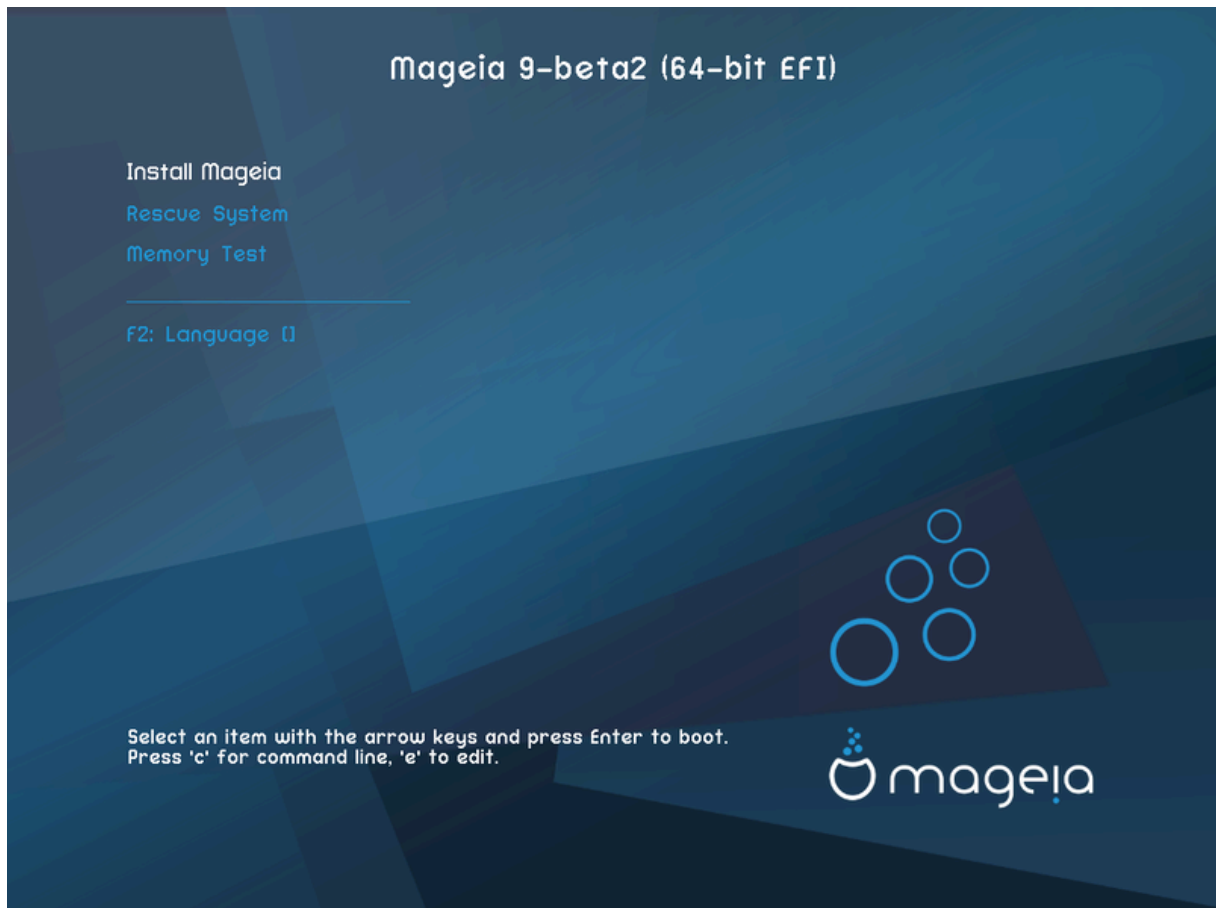 Mageia 9-beta2 (64-bit EFI)
Install Mageia
Rescue System
Memory Test
F2: Language []
Select an item with the arrow keys and press Enter to boot.
Press 'c' for command line, 'e' to edit.
mageia